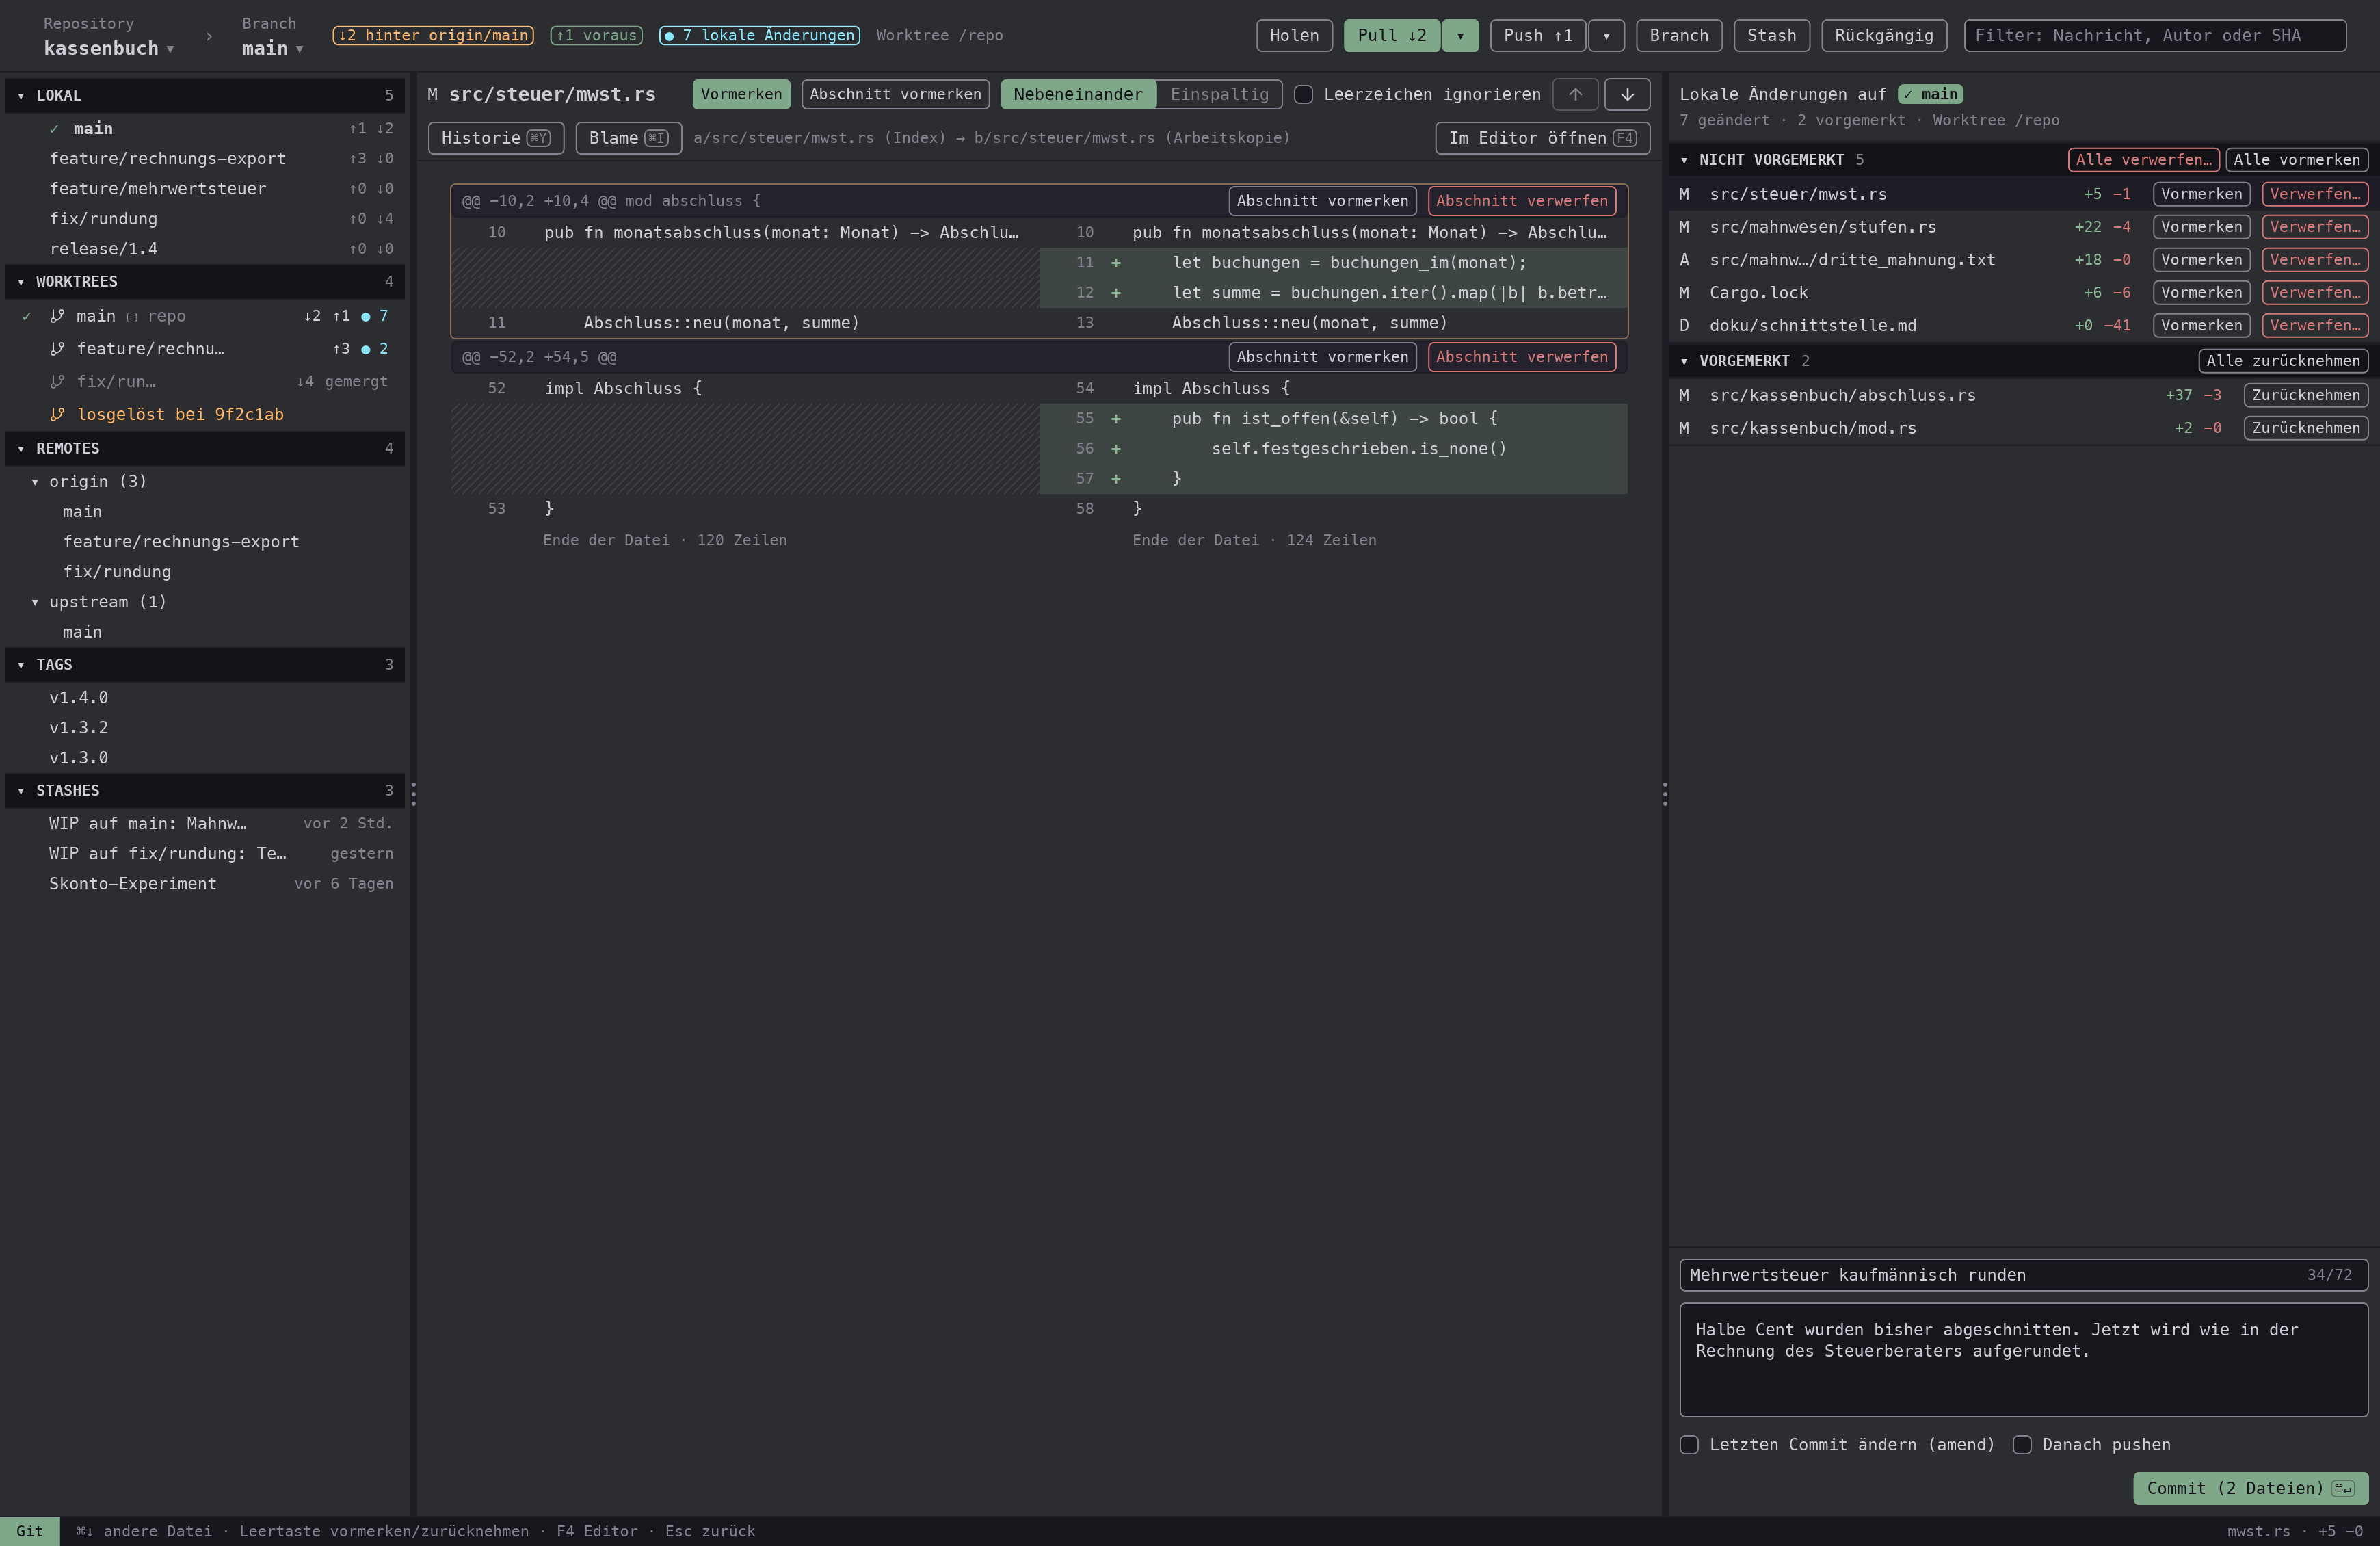 Repository
kassenbuch ▾
›
Branch
main ▾
↓2 hinter origin/main ↑1 voraus ● 7 lokale Änderungen Worktree /repo
Holen Pull ↓2 ▾ Push ↑1 ▾ Branch Stash Rückgängig Filter: Nachricht, Autor oder SHA
▾ LOKAL 5
✓ main ↑1 ↓2
feature/rechnungs-export ↑3 ↓0
feature/mehrwertsteuer ↑0 ↓0
fix/rundung ↑0 ↓4
release/1.4 ↑0 ↓0
▾ WORKTREES 4
✓ main ▢ repo ↓2 ↑1 ● 7
feature/rechnu… ↑3 ● 2
fix/run… ↓4 gemergt
losgelöst bei 9f2c1ab
▾ REMOTES 4
▾ origin (3)
main
feature/rechnungs-export
fix/rundung
▾ upstream (1)
main
▾ TAGS 3
v1.4.0
v1.3.2
v1.3.0
▾ STASHES 3
WIP auf main: Mahnw… vor 2 Std.
WIP auf fix/rundung: Te… gestern
Skonto-Experiment vor 6 Tagen
M src/steuer/mwst.rs Vormerken Abschnitt vormerken Nebeneinander Einspaltig Leerzeichen ignorieren ↑ ↓
Historie ⌘Y Blame ⌘I a/src/steuer/mwst.rs (Index) → b/src/steuer/mwst.rs (Arbeitskopie) Im Editor öffnen F4
@@ −10,2 +10,4 @@ mod abschluss { Abschnitt vormerken Abschnitt verwerfen
10 pub fn monatsabschluss(monat: Monat) -> Abschlu… 10 pub fn monatsabschluss(monat: Monat) -> Abschlu…
11 + let buchungen = buchungen_im(monat);
12 + let summe = buchungen.iter().map(|b| b.betr…
11 Abschluss::neu(monat, summe) 13 Abschluss::neu(monat, summe)
@@ −52,2 +54,5 @@ Abschnitt vormerken Abschnitt verwerfen
52 impl Abschluss { 54 impl Abschluss {
55 + pub fn ist_offen(&self) -> bool {
56 + self.festgeschrieben.is_none()
57 + }
53 } 58 }
Ende der Datei · 120 Zeilen Ende der Datei · 124 Zeilen
Lokale Änderungen auf ✓ main
7 geändert · 2 vorgemerkt · Worktree /repo
▾ NICHT VORGEMERKT 5 Alle verwerfen… Alle vormerken
M src/steuer/mwst.rs +5 −1 Vormerken Verwerfen…
M src/mahnwesen/stufen.rs +22 −4 Vormerken Verwerfen…
A src/mahnw…/dritte_mahnung.txt +18 −0 Vormerken Verwerfen…
M Cargo.lock +6 −6 Vormerken Verwerfen…
D doku/schnittstelle.md +0 −41 Vormerken Verwerfen…
▾ VORGEMERKT 2 Alle zurücknehmen
M src/kassenbuch/abschluss.rs +37 −3 Zurücknehmen
M src/kassenbuch/mod.rs +2 −0 Zurücknehmen
Mehrwertsteuer kaufmännisch runden 34/72
Halbe Cent wurden bisher abgeschnitten. Jetzt wird wie in der
Rechnung des Steuerberaters aufgerundet.
Letzten Commit ändern (amend) Danach pushen
Commit (2 Dateien) ⌘↵
Git ⌘↓ andere Datei · Leertaste vormerken/zurücknehmen · F4 Editor · Esc zurück mwst.rs · +5 −0